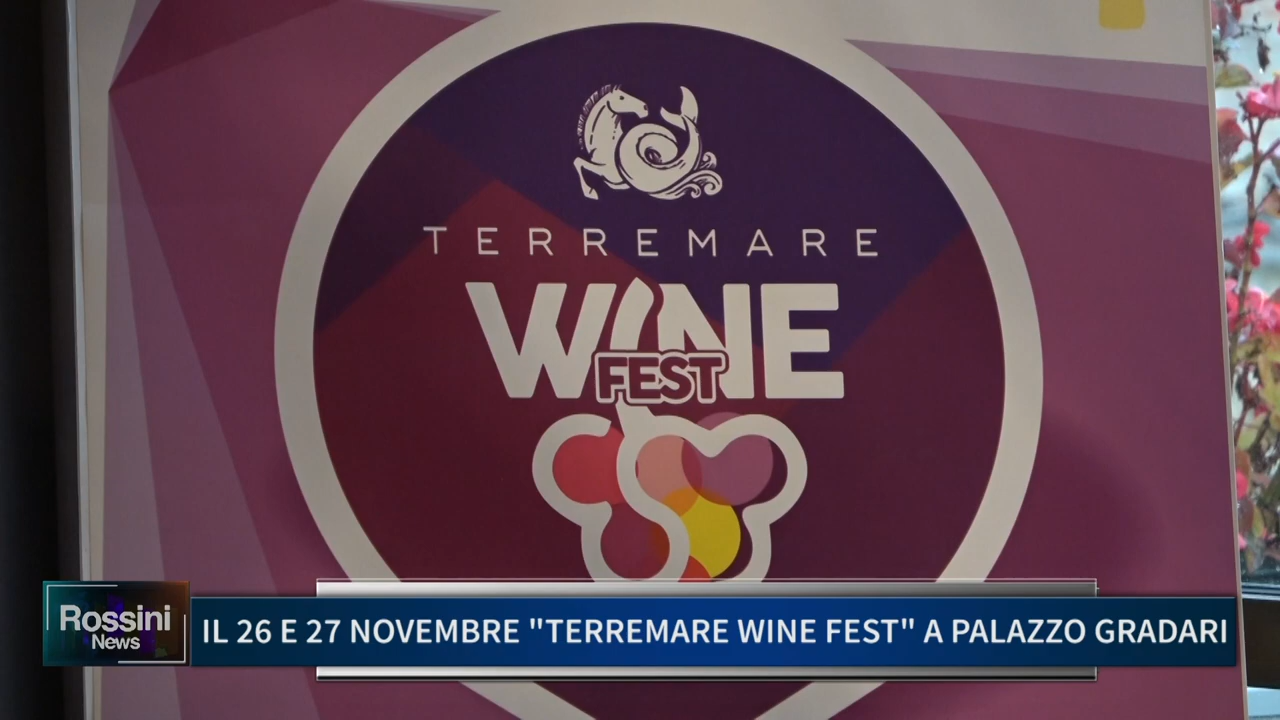 TERREMARE
WINE
FEST
Rossini
News
IL 26 E 27 NOVEMBRE "TERREMARE WINE FEST" A PALAZZO GRADARI